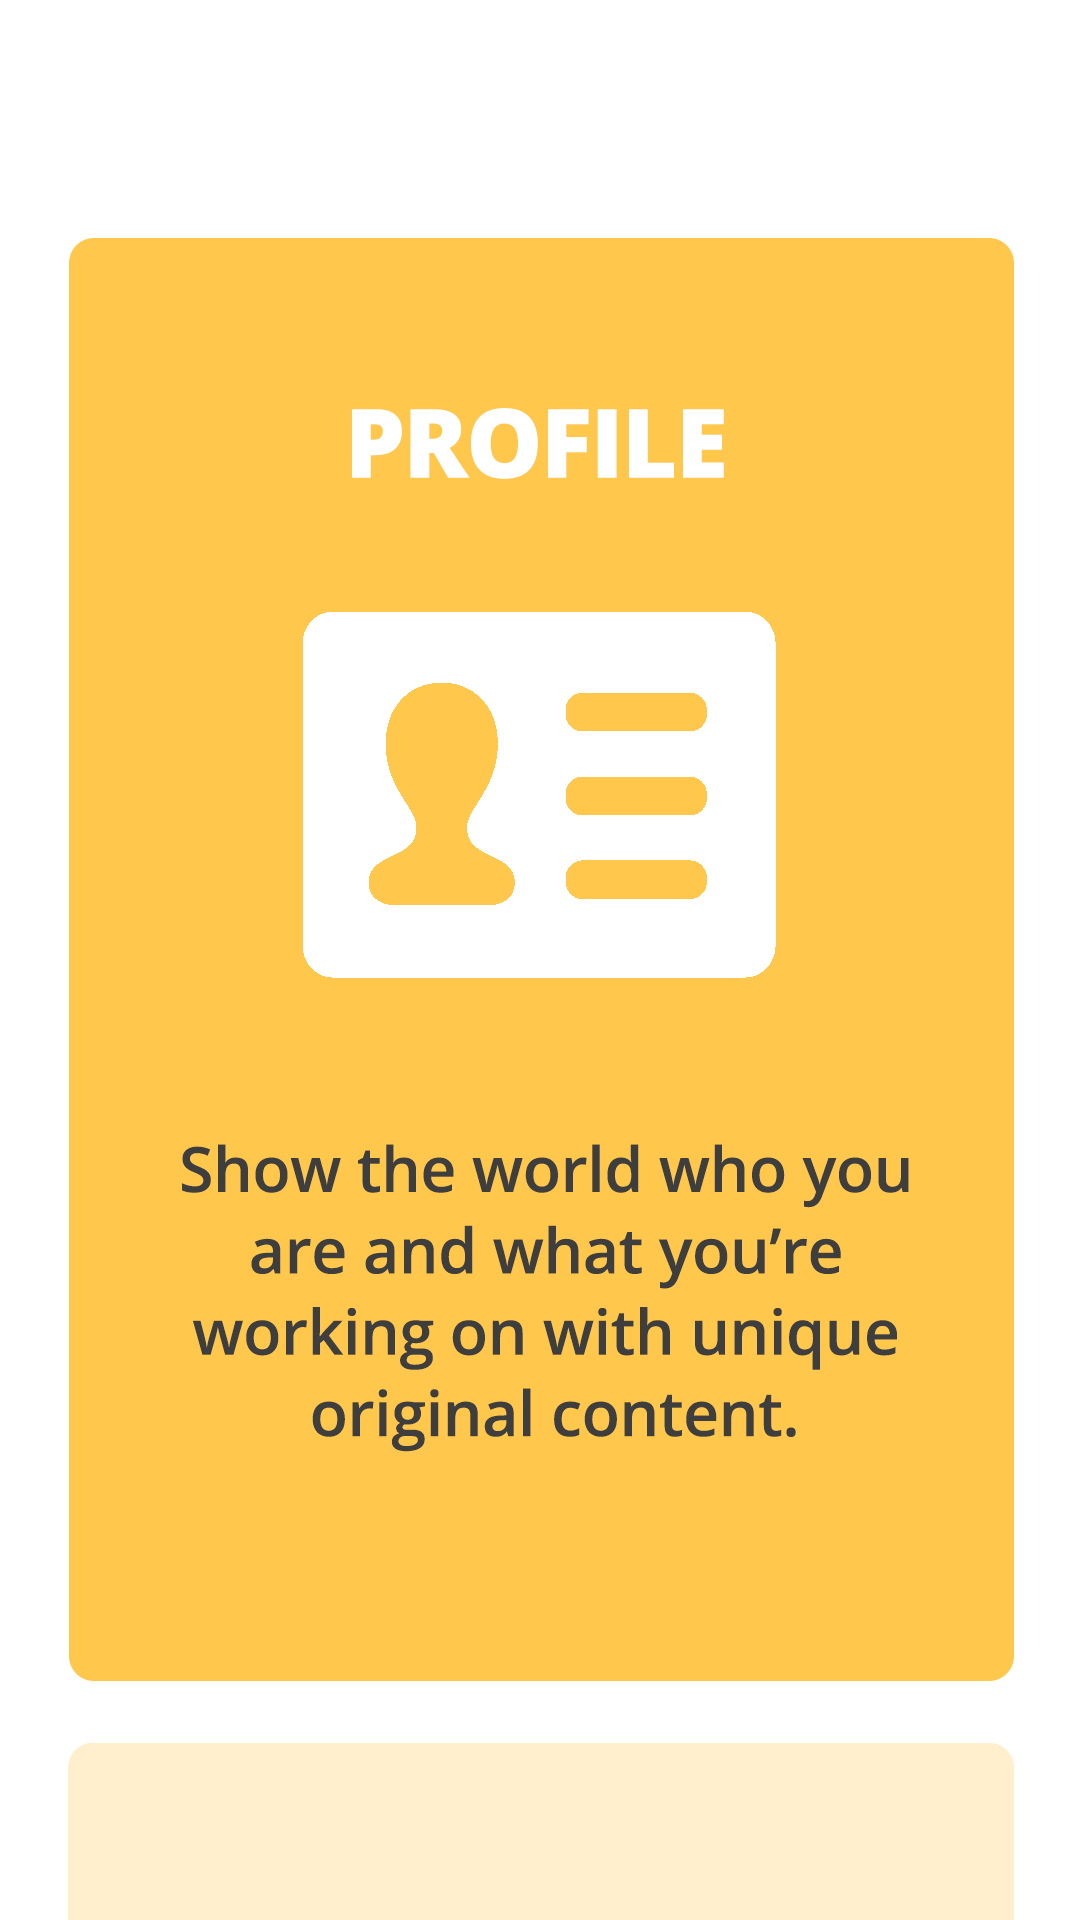 PROFILE
Show the world who you
are and what you’re
working on with unique
original content.